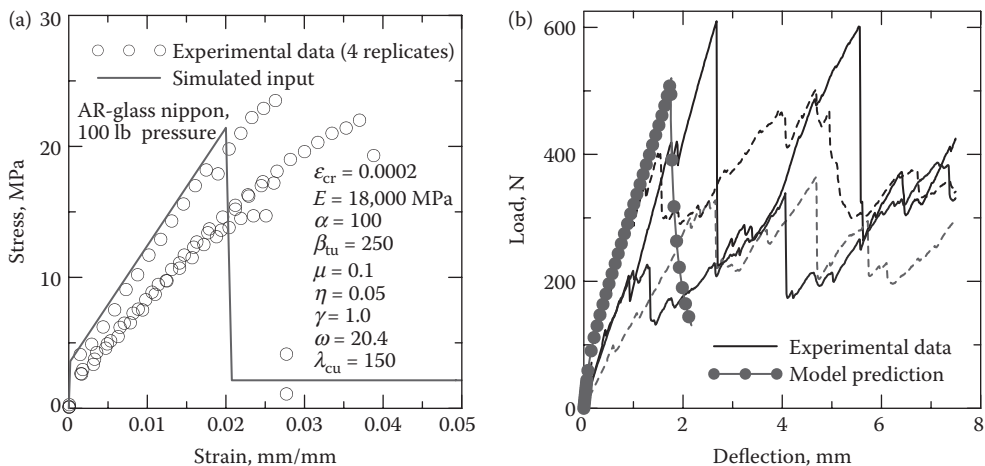 (a)
30
20
10
0
Stress, MPa
Experimental data (4 replicates)
Simulated input
AR-glass nippon,
100 lb pressure
εcr = 0.0002
E = 18,000 MPa
α = 100
βtu = 250
μ = 0.1
η = 0.05
γ = 1.0
ω = 20.4
λcu = 150
0 0.01 0.02 0.03 0.04 0.05
Strain, mm/mm
(b)
600
400
200
0
Load, N
Experimental data
Model prediction
0 2 4 6 8
Deflection, mm